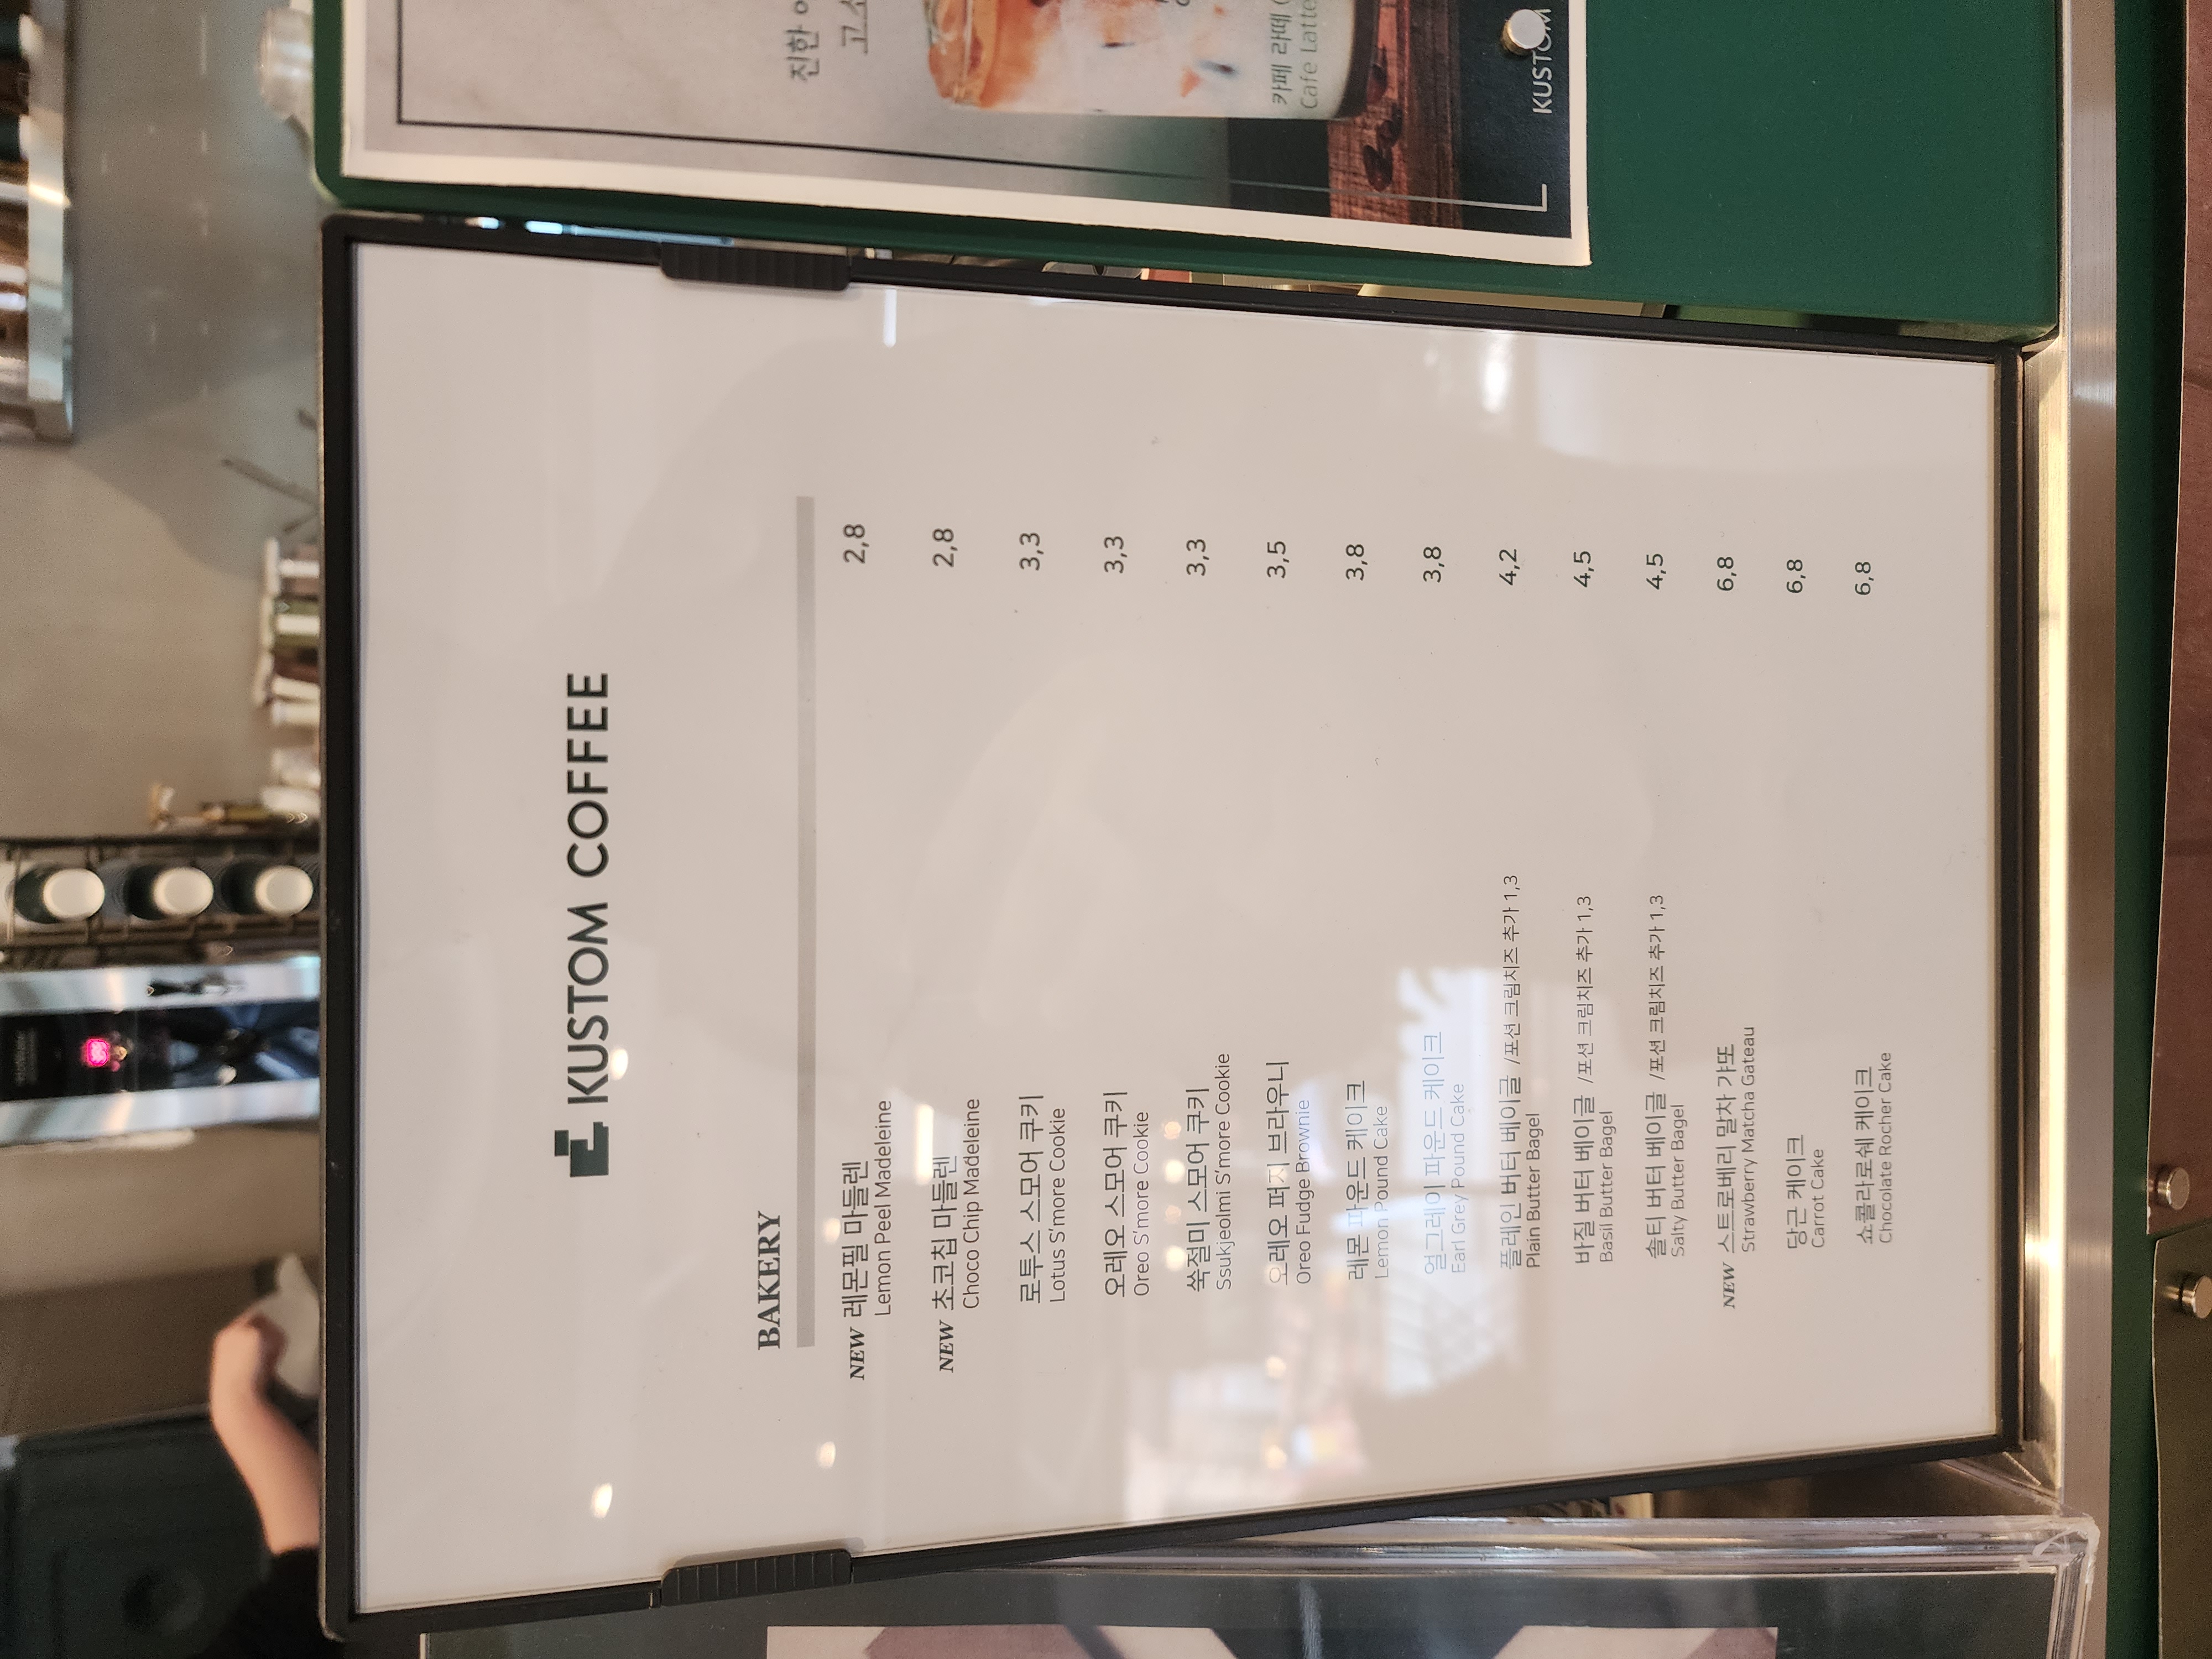 KUSTOM COFFEE
BAKERY
NEW 레몬필 마들렌 2,8
Lemon Peel Madeleine
NEW 초코칩 마들렌 2,8
Choco Chip Madeleine
로투스 스모어 쿠키 3,3
Lotus S'more Cookie
오레오 스모어 쿠키 3,3
Oreo S'more Cookie
쑥절미 스모어 쿠키 3,3
Ssukjeolmi S'more Cookie
오레오 퍼지 브라우니 3,5
Oreo Fudge Brownie
레몬 파운드 케이크 3,8
Lemon Pound Cake
얼그레이 파운드 케이크 3,8
Earl Grey Pound Cake
플레인 버터 베이글 /포션 크림치즈 추가 1,3 4,2
Plain Butter Bagel
바질 버터 베이글 /포션 크림치즈 추가 1,3 4,5
Basil Butter Bagel
솔티 버터 베이글 /포션 크림치즈 추가 1,3 4,5
Salty Butter Bagel
NEW 스트로베리 말차 갸또 6,8
Strawberry Matcha Gateau
당근 케이크 6,8
Carrot Cake
쇼콜라로쉐 케이크 6,8
Chocolate Rocher Cake
진한
카페 라떼
Cafe Latte
KUSTOM